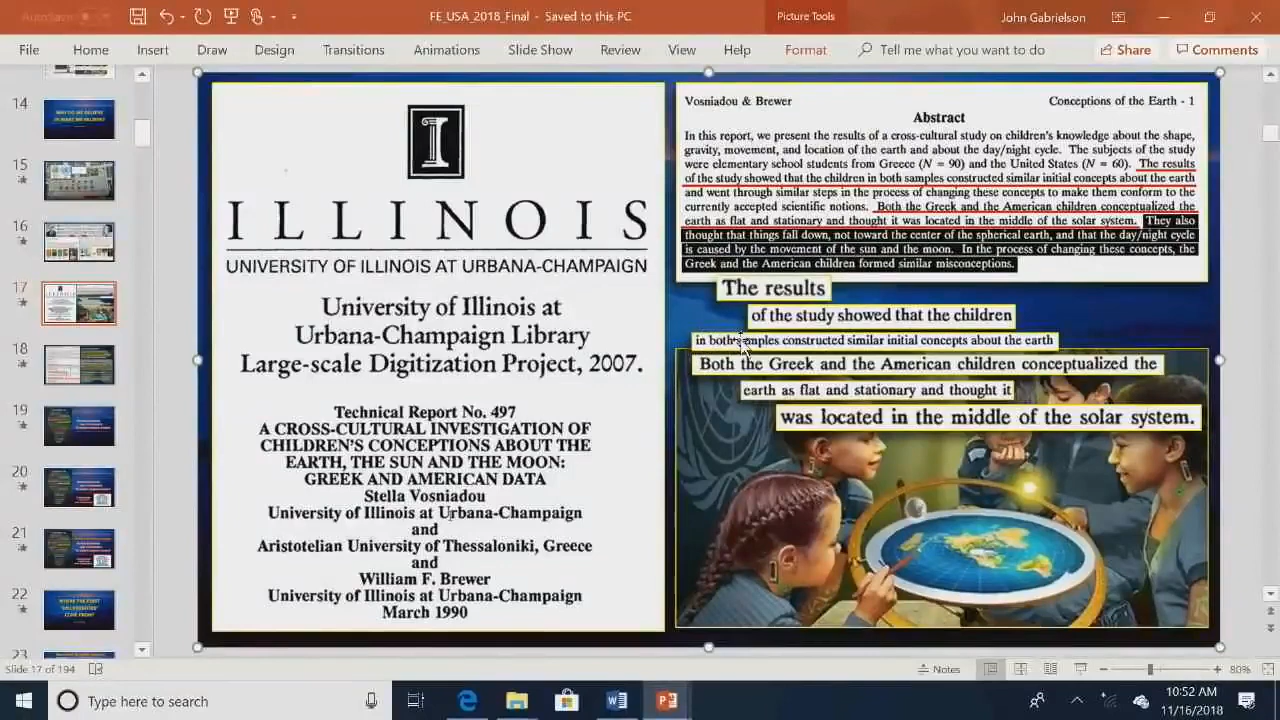 AutoSave
FE_USA_2018_Final - Saved to this PC
Picture Tools
John Gabrielson
File Home Insert Draw Design Transitions Animations Slide Show Review View Help Format Tell me what you want to do Share Comments
14
15
16
17
18
19
20
21
22
23
I
ILLINOIS
UNIVERSITY OF ILLINOIS AT URBANA-CHAMPAIGN
University of Illinois at
Urbana-Champaign Library
Large-scale Digitization Project, 2007.
Technical Report No. 497
A CROSS-CULTURAL INVESTIGATION OF
CHILDREN'S CONCEPTIONS ABOUT THE
EARTH, THE SUN AND THE MOON:
GREEK AND AMERICAN DATA
Stella Vosniadou
University of Illinois at Urbana-Champaign
and
Aristotelian University of Thessaloniki, Greece
and
William F. Brewer
University of Illinois at Urbana-Champaign
March 1990
Vosniadou & Brewer
Conceptions of the Earth - 1
Abstract
In this report, we present the results of a cross-cultural study on children's knowledge about the shape,
gravity, movement, and location of the earth and about the day/night cycle. The subjects of the study
were elementary school students from Greece (N = 90) and the United States (N = 60). The results
of the study showed that the children in both samples constructed similar initial concepts about the earth
and went through similar steps in the process of changing these concepts to make them conform to the
currently accepted scientific notions. Both the Greek and the American children conceptualized the
earth as flat and stationary and thought it was located in the middle of the solar system. They also
thought that things fall down, not toward the center of the spherical earth, and that the day/night cycle
is caused by the movement of the sun and the moon. In the process of changing these concepts, the
Greek and the American children formed similar misconceptions.
The results
of the study showed that the children
in both samples constructed similar initial concepts about the earth
Both the Greek and the American children conceptualized the
earth as flat and stationary and thought it
was located in the middle of the solar system.
Slide 17 of 194
Notes
80%
Type here to search
10:52 AM
11/16/2018